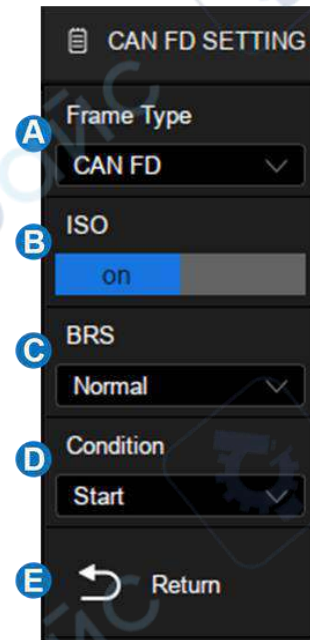 CAN FD SETTING
A
Frame Type
CAN FD
B
ISO
on
C
BRS
Normal
D
Condition
Start
E
Return